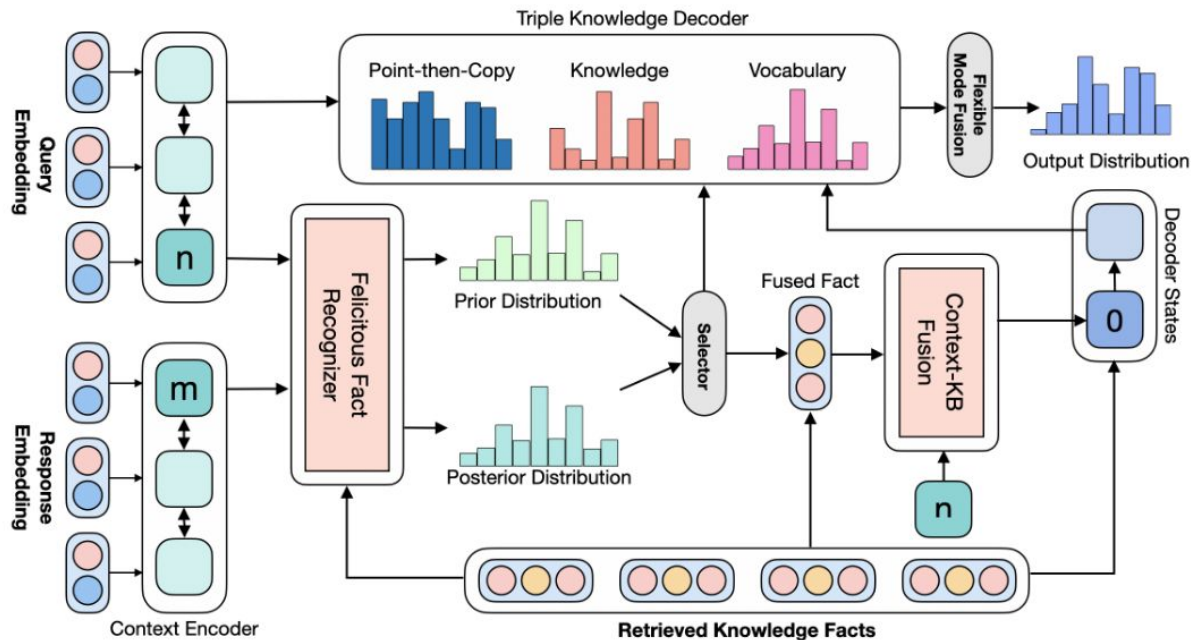 Triple Knowledge Decoder
Point-then-Copy
Knowledge
Vocabulary
Flexible
Mode Fusion
Output Distribution
Query
Embedding
n
Felicitous Fact
Recognizer
Prior Distribution
Selector
Fused Fact
Context-KB
Fusion
0
Decoder States
Response
Embedding
m
Posterior Distribution
n
Context Encoder
Retrieved Knowledge Facts